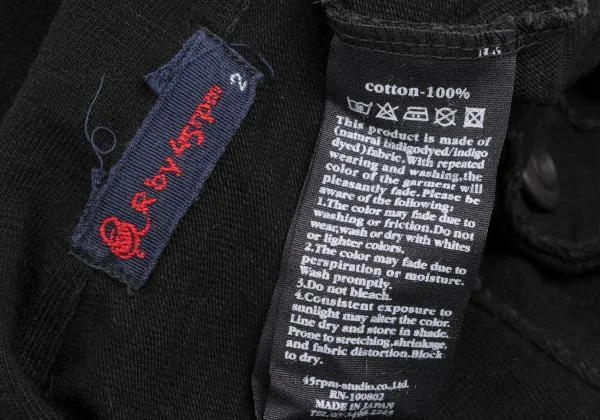 R by 45rpm
2
cotton-100%
This product is made of
(natural indigodyed/indigo
dyed)fabric.With repeated
wearing and washing,the
color of the garment will
pleasantly fade.Please be
aware of the following.
1.The color may fade due to
washing or friction.Do not
wear,wash or dry with whites
or lighter colors.
2.The color may fade due to
perspiration or moisture.
Wash promptly.
3.Do not bleach.
4.Consistent exposure to
sunlight may alter the color.
Line dry and store in shade.
Prone to stretching,shrinkage,
and fabric distortion.Block
to dry.
45rpm-studio.co.,Ltd.
RN-100802
MADE IN JAPAN